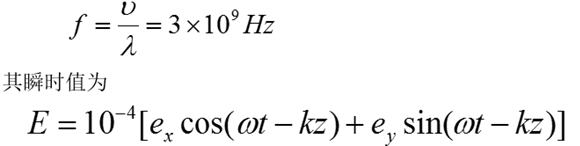 f = υ/λ = 3×10⁹ Hz
其瞬时值为
E = 10⁻⁴[eₓ cos(ωt − kz) + e_y sin(ωt − kz)]